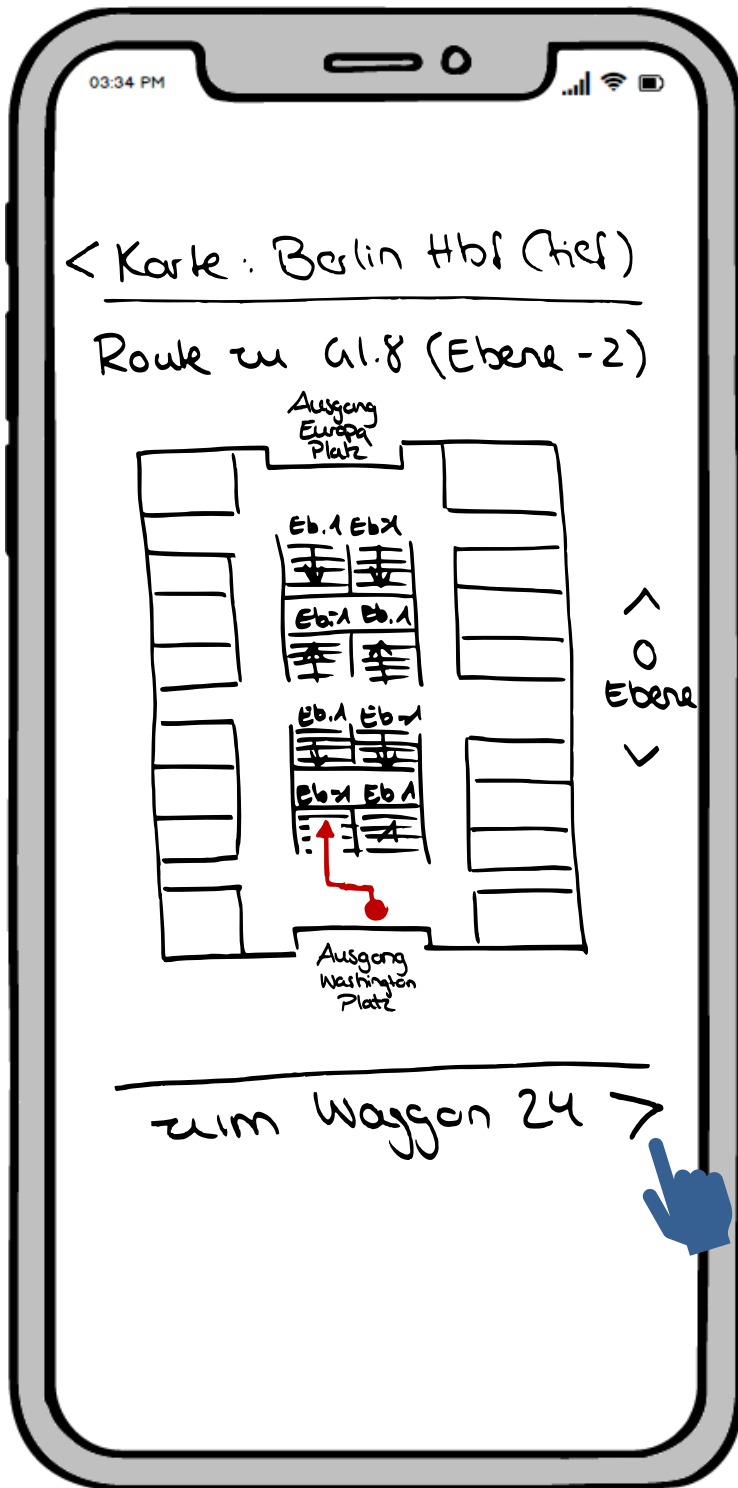 03:34 PM
< Karte: Berlin Hbf (tief)
Route zu Gl.8 (Ebene -2)
Ausgang
Europa
Platz
Eb.1 Eb-1
Eb.-1 Eb.1
Eb.1 Eb-1
Eb-1 Eb 1
0
Ebene
Ausgang
Washington
Platz
zum Waggon 24 >